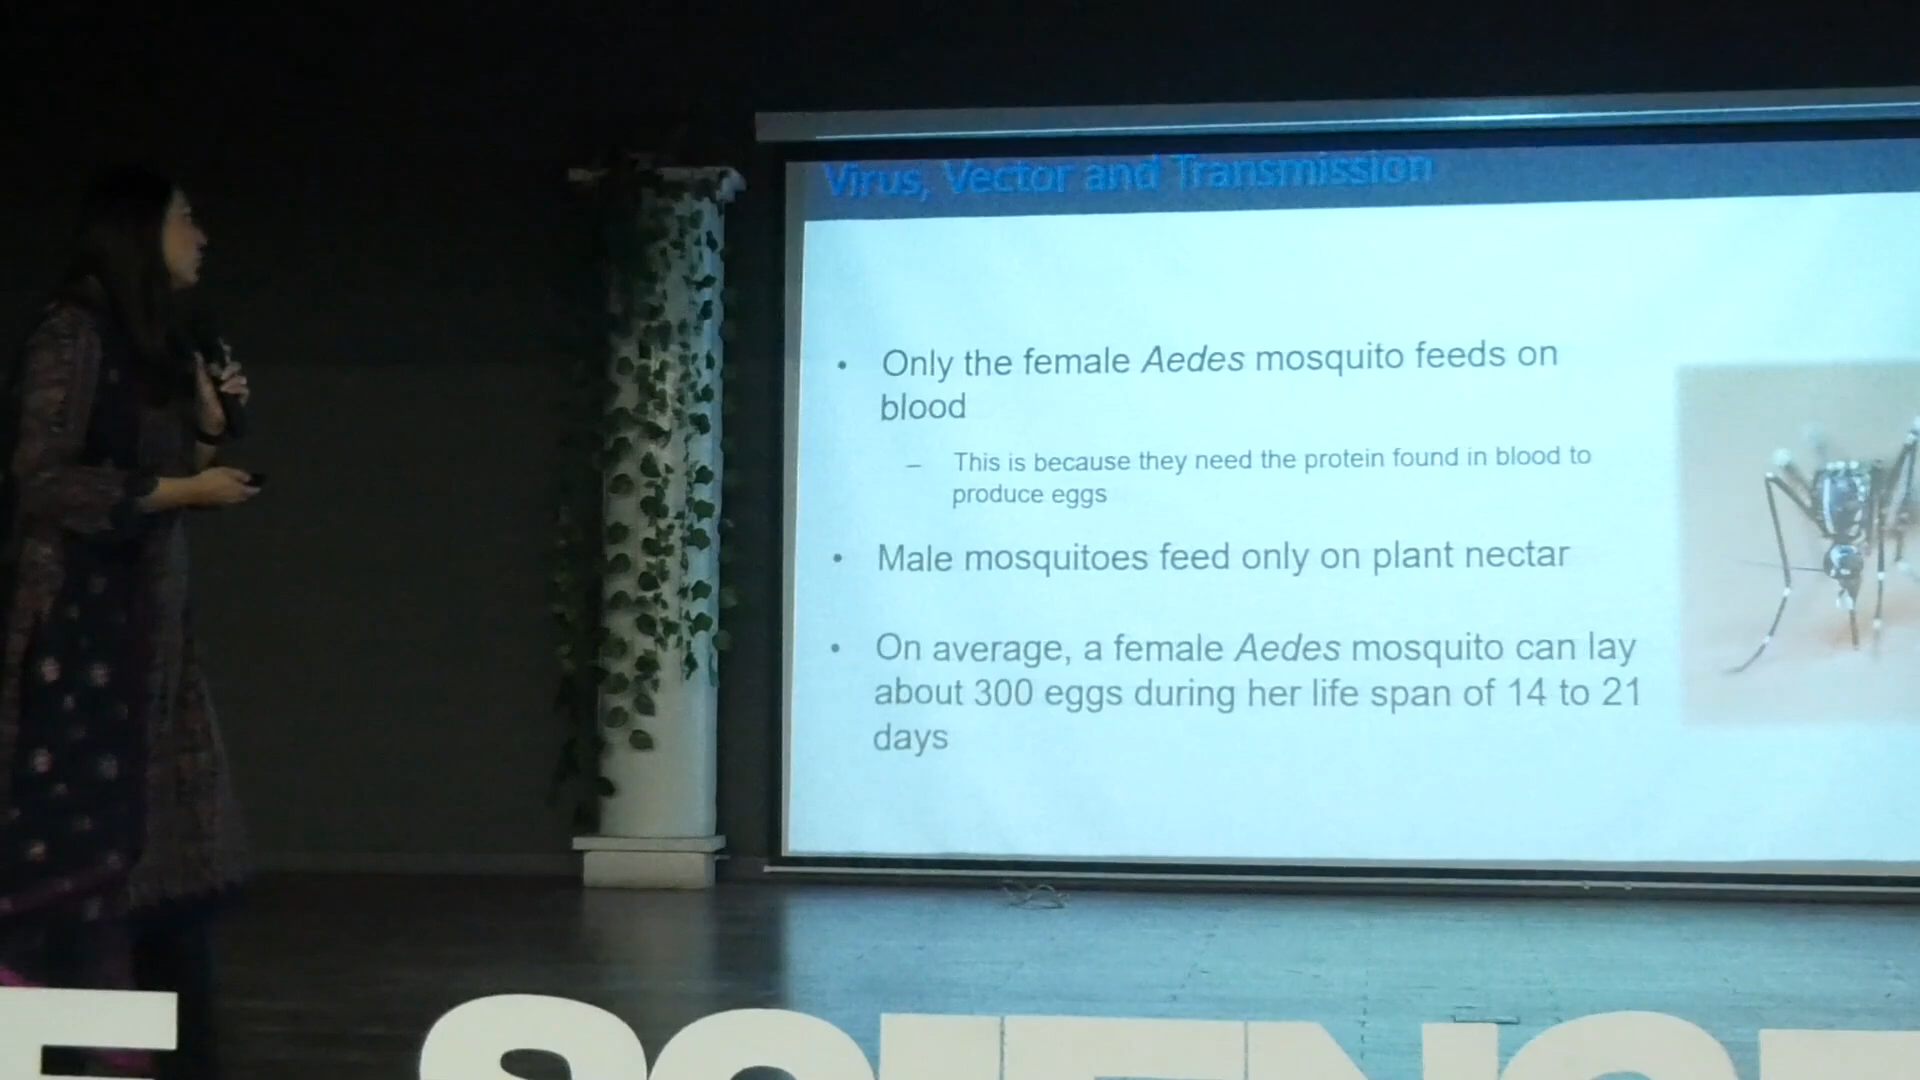 Virus, Vector and Transmission
• Only the female Aedes mosquito feeds on
blood
– This is because they need the protein found in blood to
produce eggs
• Male mosquitoes feed only on plant nectar
• On average, a female Aedes mosquito can lay
about 300 eggs during her life span of 14 to 21
days